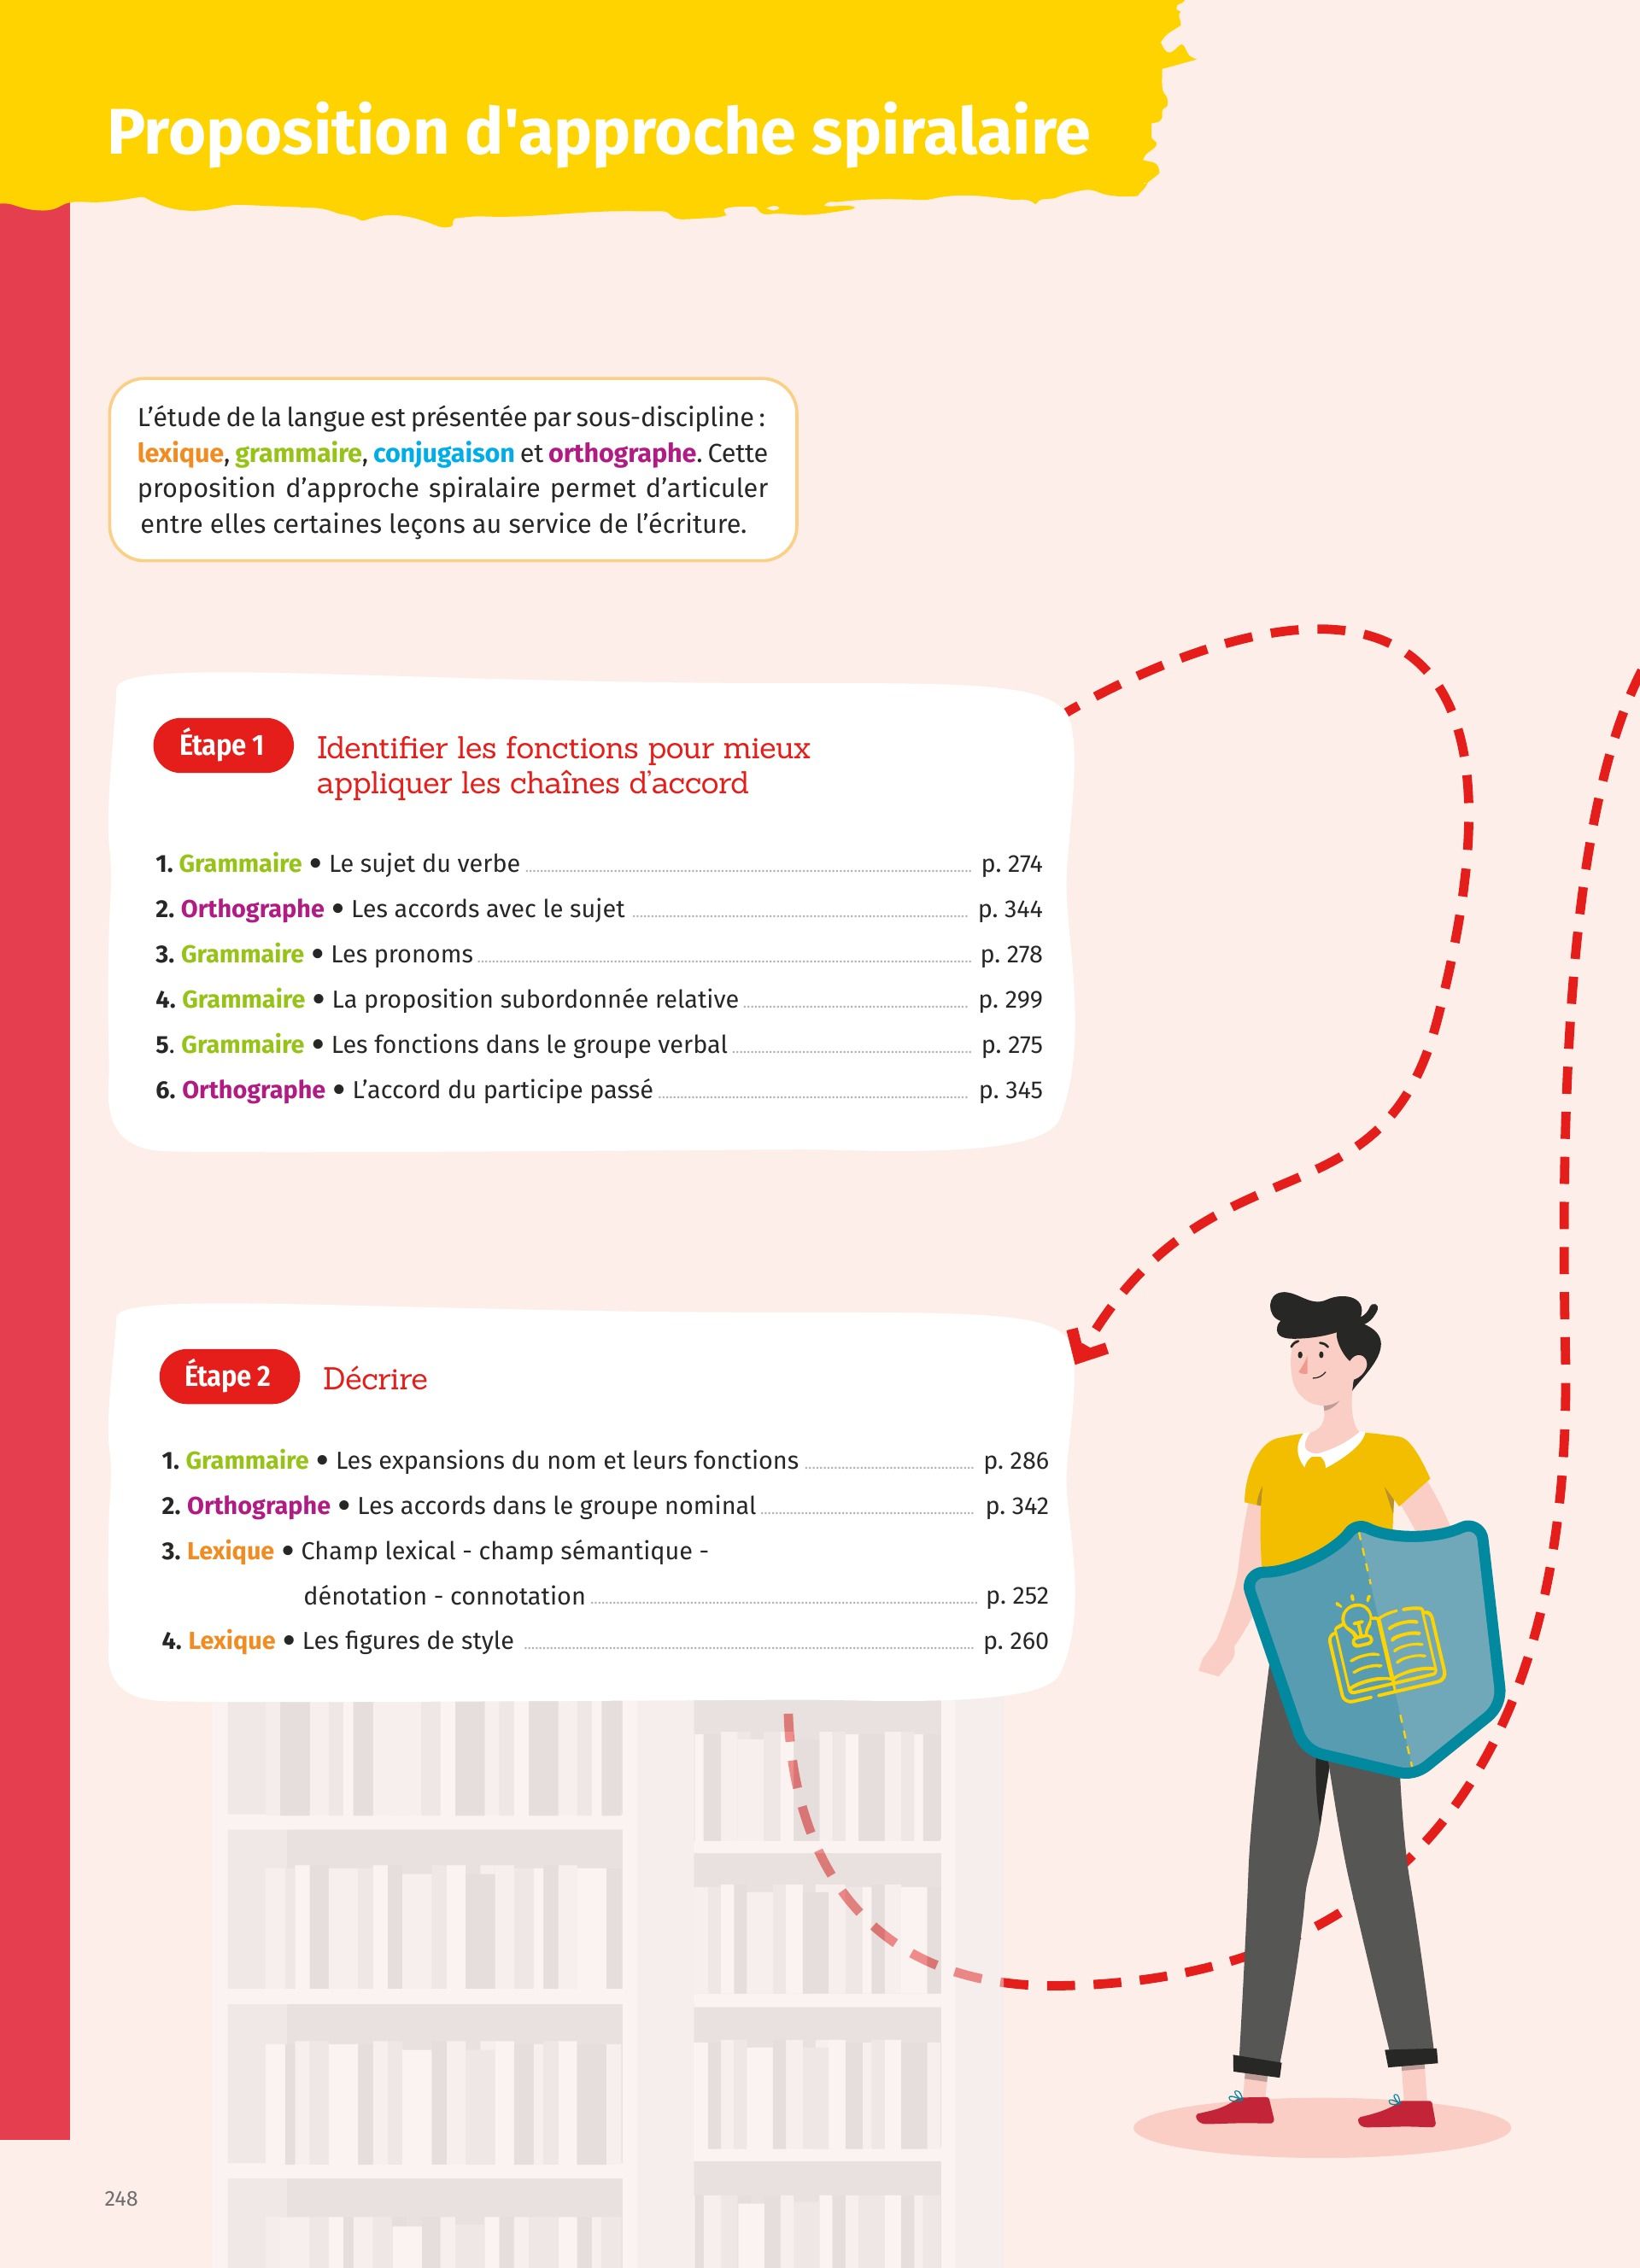 Proposition d'approche spiralaire
L’étude de la langue est présentée par sous-discipline :
lexique, grammaire, conjugaison et orthographe. Cette
proposition d’approche spiralaire permet d’articuler
entre elles certaines leçons au service de l’écriture.
Étape 1 Identifier les fonctions pour mieux
appliquer les chaînes d’accord
1. Grammaire • Le sujet du verbe p. 274
2. Orthographe • Les accords avec le sujet p. 344
3. Grammaire • Les pronoms p. 278
4. Grammaire • La proposition subordonnée relative p. 299
5. Grammaire • Les fonctions dans le groupe verbal p. 275
6. Orthographe • L’accord du participe passé p. 345
Étape 2 Décrire
1. Grammaire • Les expansions du nom et leurs fonctions p. 286
2. Orthographe • Les accords dans le groupe nominal p. 342
3. Lexique • Champ lexical - champ sémantique -
dénotation - connotation p. 252
4. Lexique • Les figures de style p. 260
248